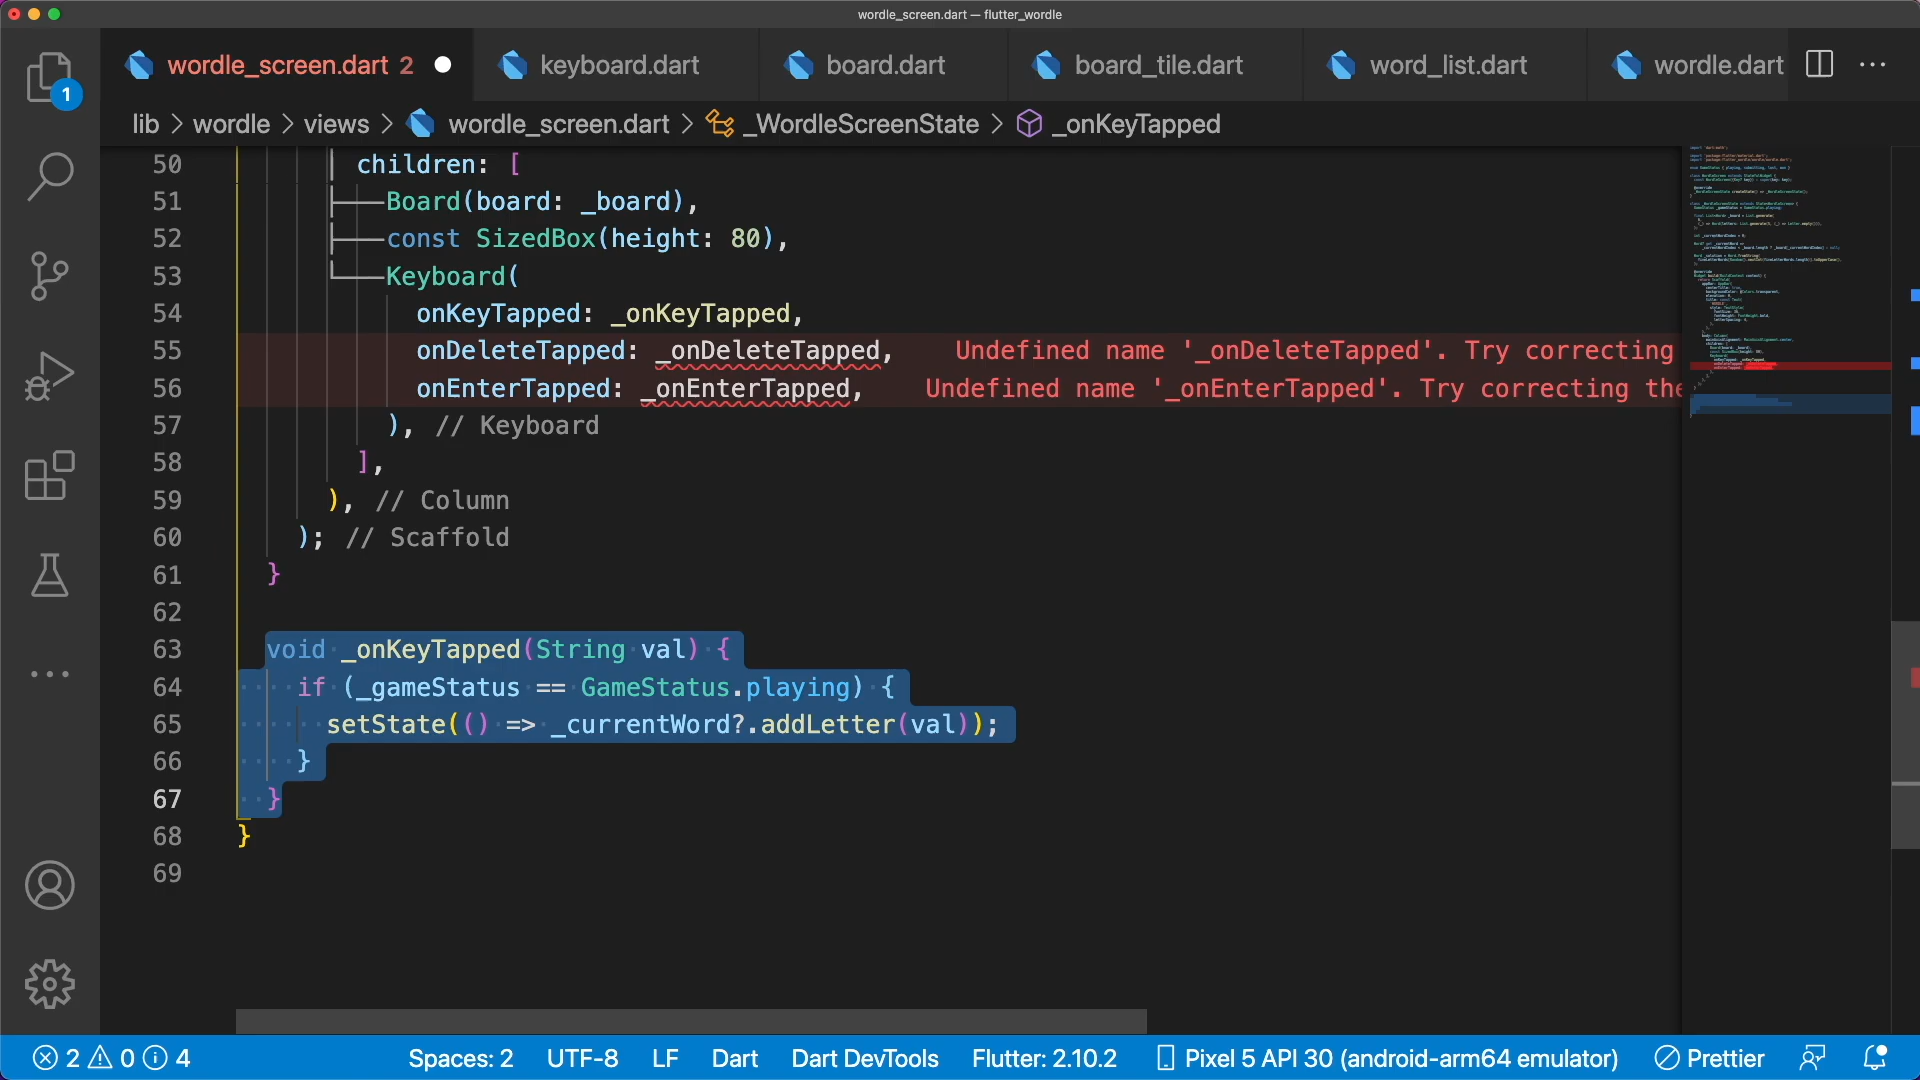 wordle_screen.dart — flutter_wordle
wordle_screen.dart 2
keyboard.dart
board.dart
board_tile.dart
word_list.dart
wordle.dart
1
lib > wordle > views > wordle_screen.dart > _WordleScreenState > _onKeyTapped
50 children: [
51 Board(board: _board),
52 const SizedBox(height: 80),
53 Keyboard(
54 onKeyTapped: _onKeyTapped,
55 onDeleteTapped: _onDeleteTapped, Undefined name '_onDeleteTapped'. Try correcting
56 onEnterTapped: _onEnterTapped, Undefined name '_onEnterTapped'. Try correcting the
57 ), // Keyboard
58 ],
59 ), // Column
60 ); // Scaffold
61 }
62
63 void _onKeyTapped(String val) {
64 if (_gameStatus == GameStatus.playing) {
65 setState(() => _currentWord?.addLetter(val));
66 }
67 }
68 }
69
2 0 4 Spaces: 2 UTF-8 LF Dart Dart DevTools Flutter: 2.10.2 Pixel 5 API 30 (android-arm64 emulator) Prettier